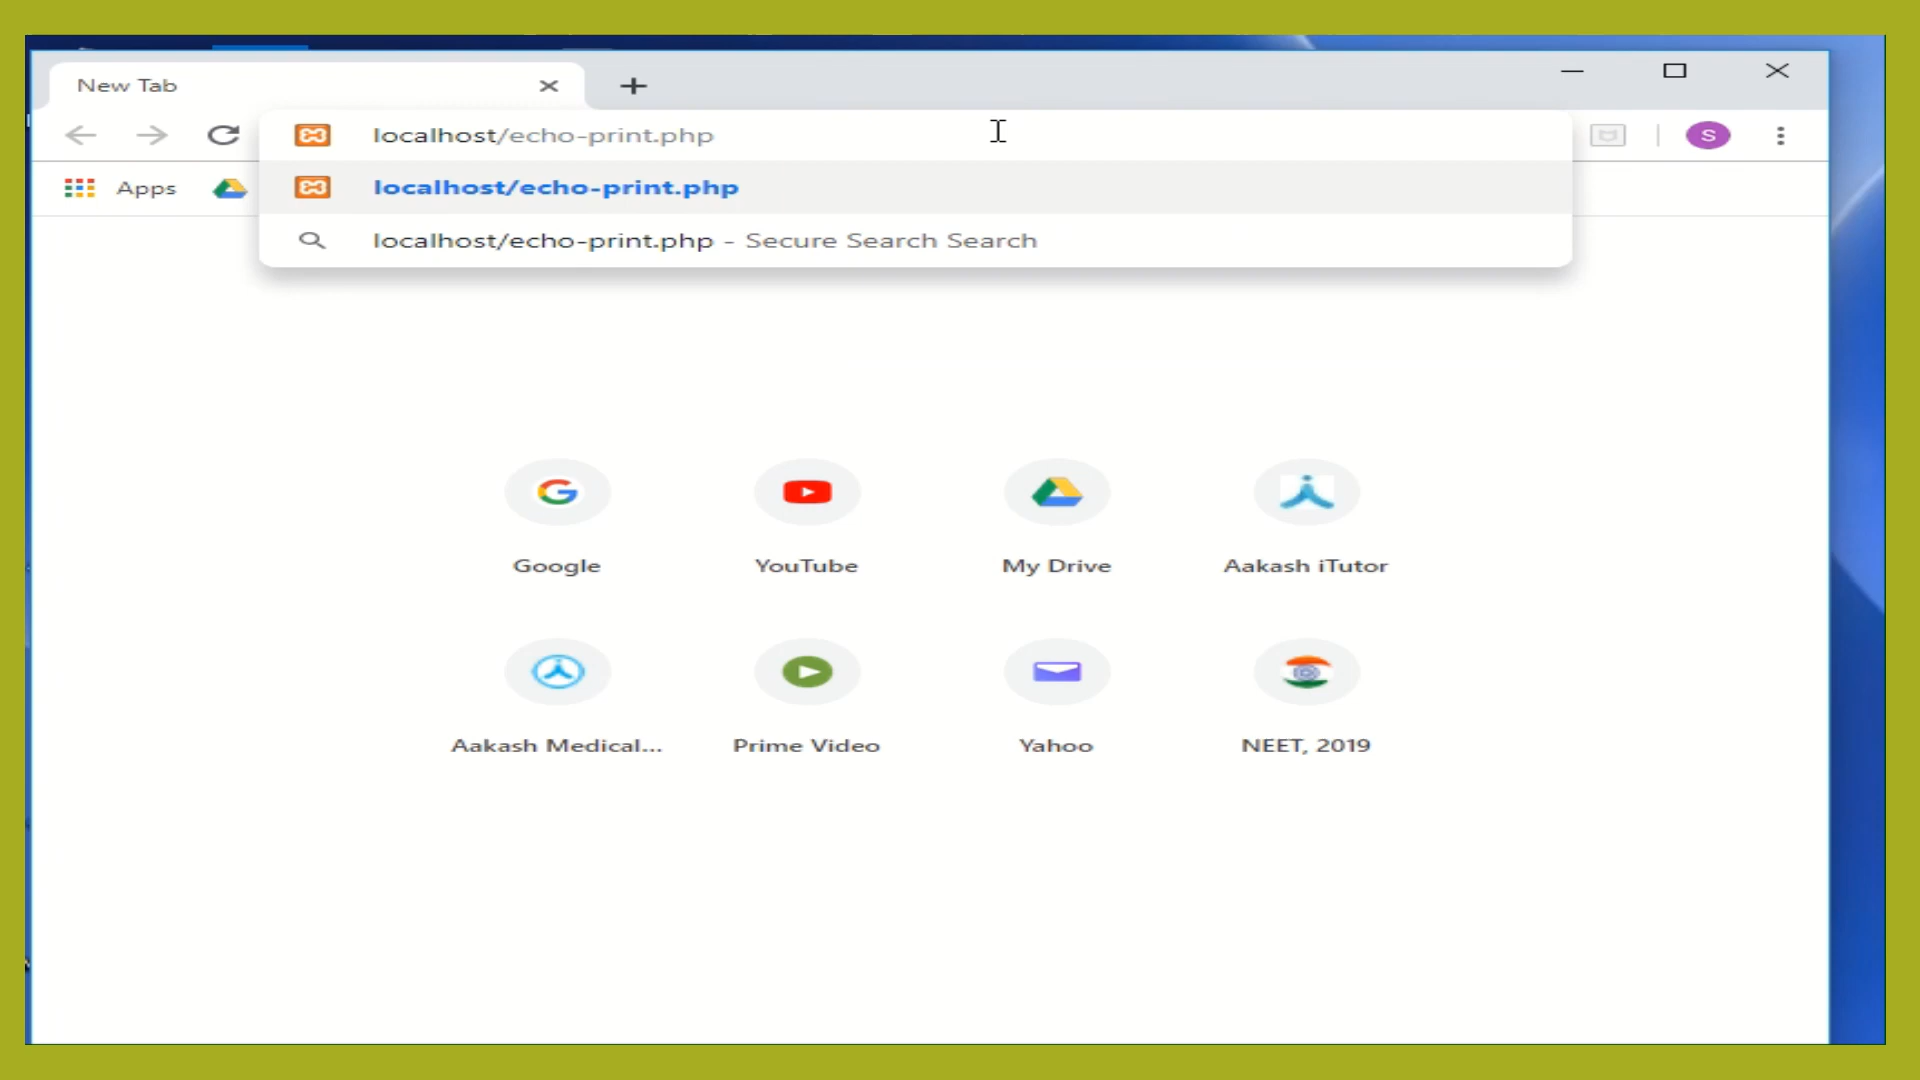 New Tab
localhost/echo-print.php
localhost/echo-print.php
localhost/echo-print.php - Secure Search Search
S
Apps
Google
YouTube
My Drive
Aakash iTutor
Aakash Medical...
Prime Video
Yahoo
NEET, 2019